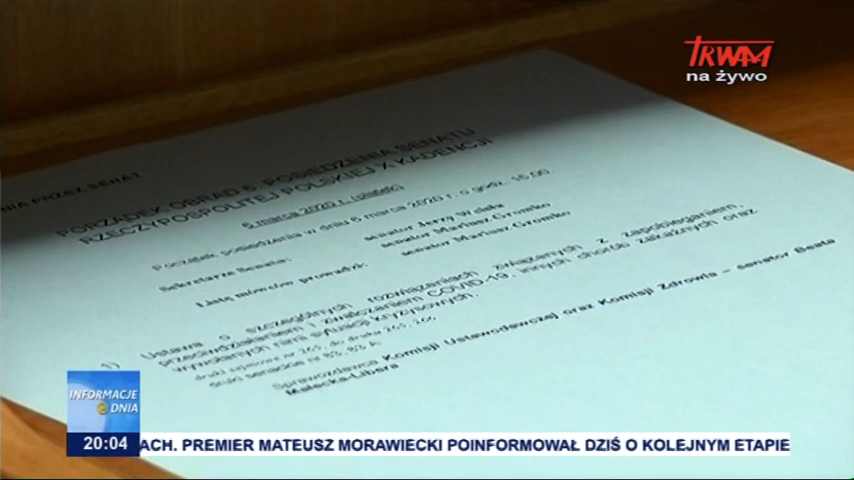 TRWAM
na żywo
NIA PRZEZ SENAT
PORZĄDEK OBRAD 6. POSIEDZENIA SENATU
RZECZYPOSPOLITEJ POLSKIEJ X KADENCJI
6 marca 2020 r. (piątek)
Początek posiedzenia w dniu 6 marca 2020 r. o godz. 15.00
Sekretarze Senatu:
senator Jerzy
senator Mariusz Gromko
Listę mówców prowadzi:
senator Mariusz Gromko
1) Ustawa o szczególnych rozwiązaniach związanych z zapobieganiem,
przeciwdziałaniem i zwalczaniem COVID-19, innych chorób zakaźnych oraz
wywołanych nimi sytuacji kryzysowych.
druki sejmowe nr 265, do druku 265, 266
druki senackie nr 83, 83 A
Sprawozdawca Komisji Ustawodawczej oraz Komisji Zdrowia – senator Beata
Małecka-Libera
INFORMACJE
DNIA
20:04
ACH. PREMIER MATEUSZ MORAWIECKI POINFORMOWAŁ DZIŚ O KOLEJNYM ETAPIE